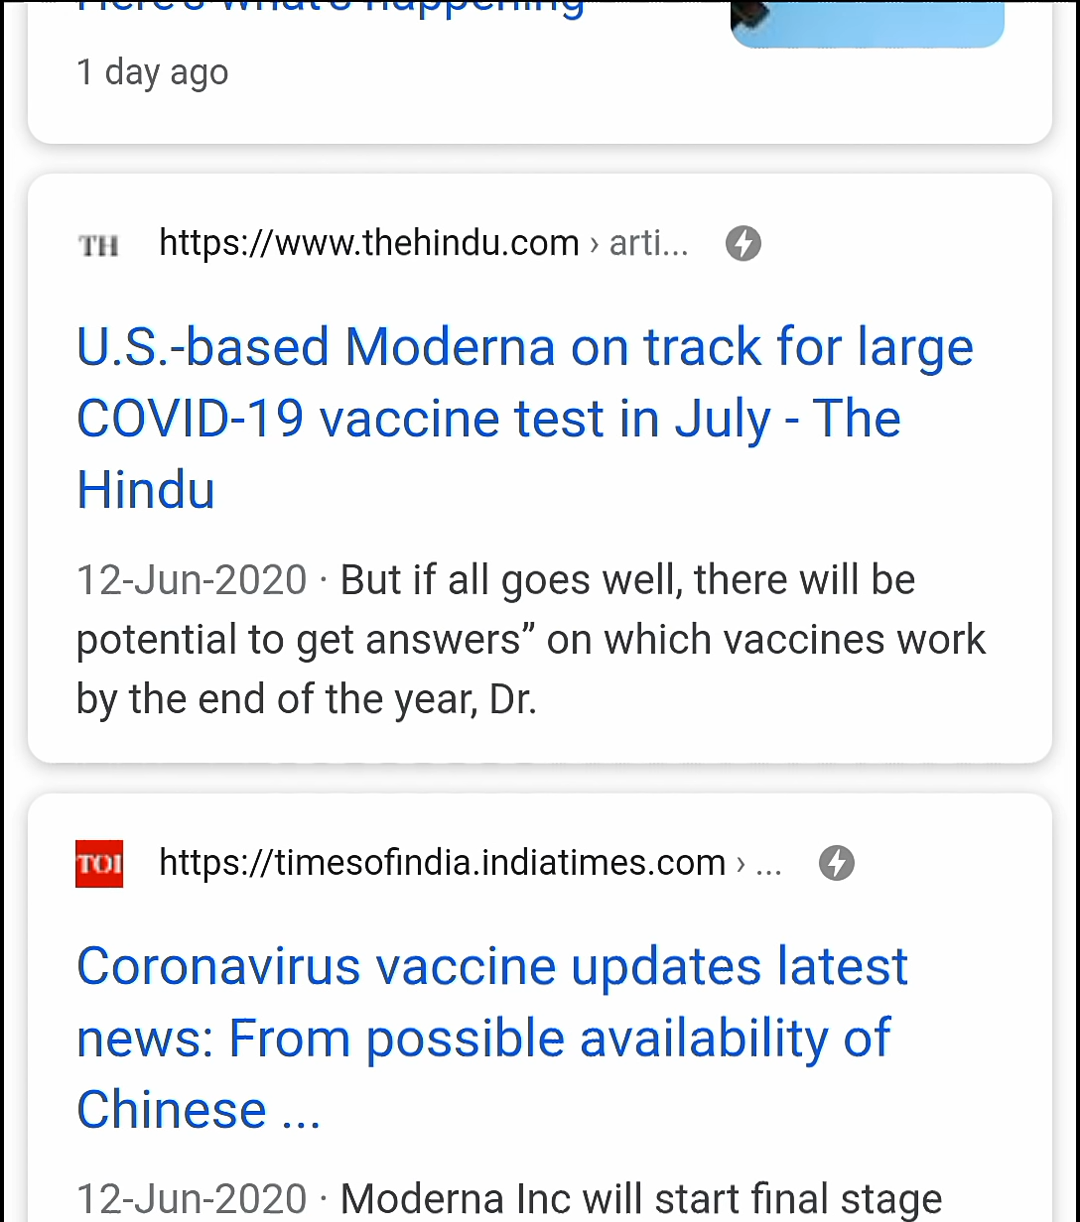 Here's what's happening
1 day ago
TH https://www.thehindu.com › arti...
U.S.-based Moderna on track for large
COVID-19 vaccine test in July - The
Hindu
12-Jun-2020 · But if all goes well, there will be
potential to get answers” on which vaccines work
by the end of the year, Dr.
TOI https://timesofindia.indiatimes.com › ...
Coronavirus vaccine updates latest
news: From possible availability of
Chinese ...
12-Jun-2020 · Moderna Inc will start final stage